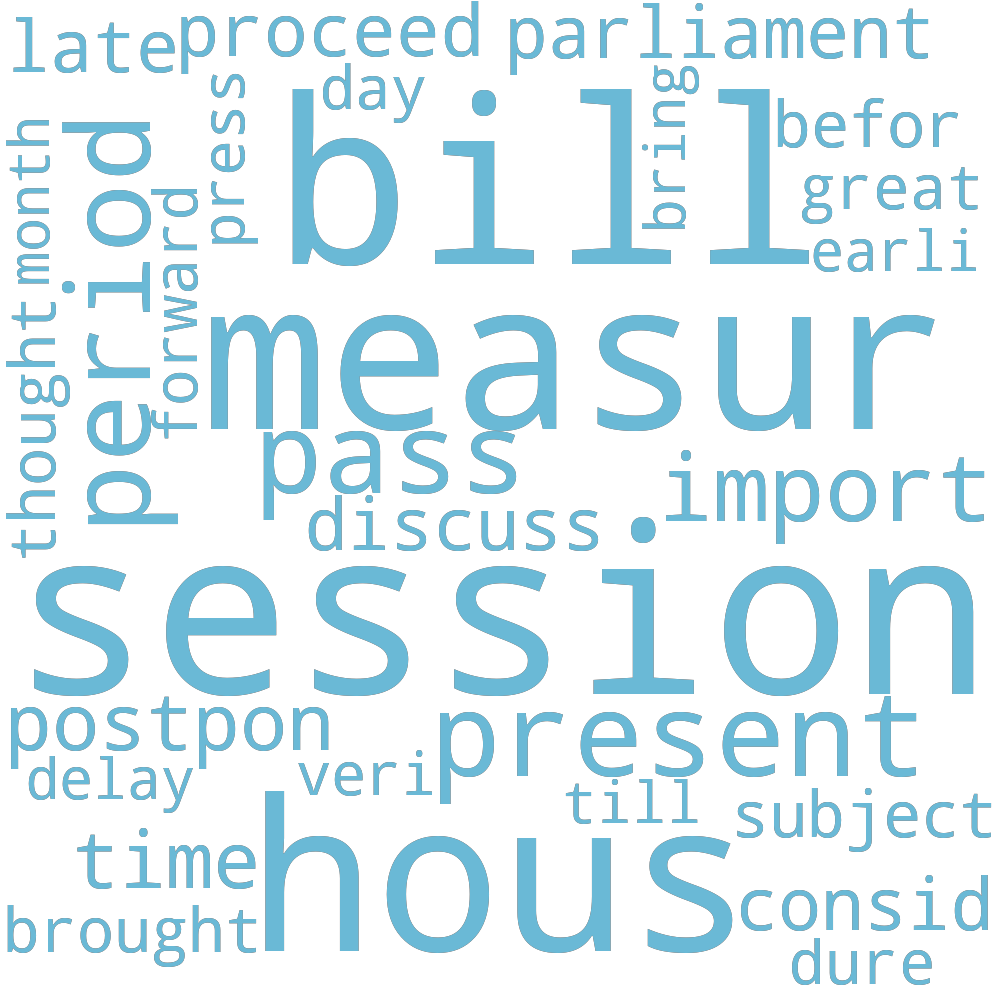 late
proceed
parliament
day
press
bring
bill
befor
great
earli
month
period
forward
thought
measur
pass
import
discuss
session
postpon
present
delay
veri
till
subject
time
hous
consid
brought
dure